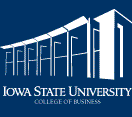 IOWA STATE UNIVERSITY
COLLEGE OF BUSINESS